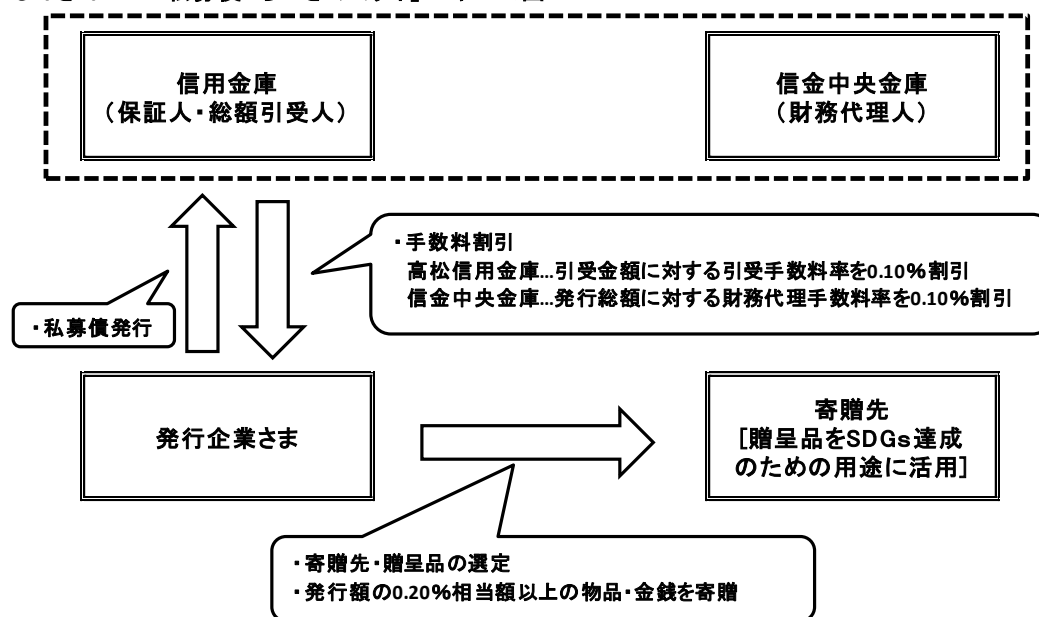 信用金庫
（保証人・総額引受人）
信金中央金庫
（財務代理人）
・手数料割引
高松信用金庫…引受金額に対する引受手数料率を0.10％割引
信金中央金庫…発行総額に対する財務代理手数料率を0.10％割引
・私募債発行
発行企業さま
寄贈先
［贈呈品をSDGs達成
のための用途に活用］
・寄贈先・贈呈品の選定
・発行額の0.20％相当額以上の物品・金銭を寄贈